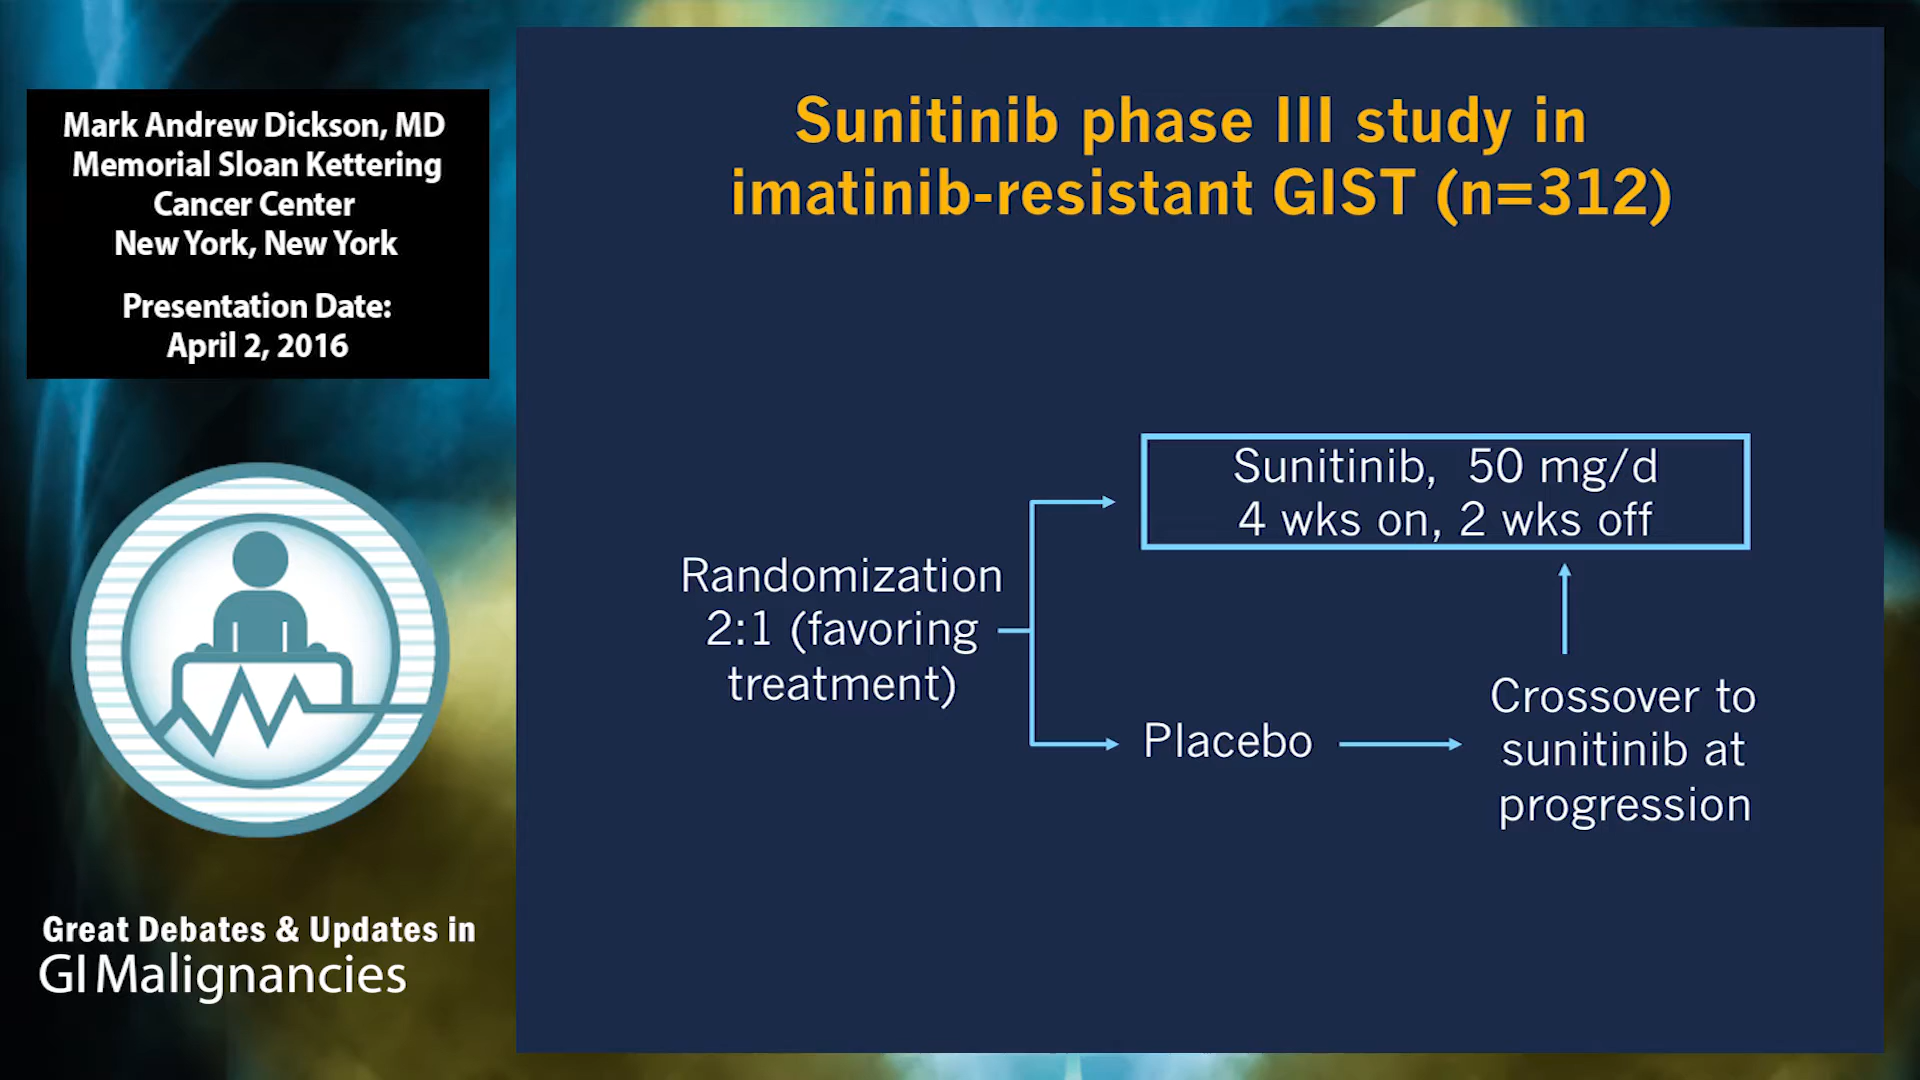 Mark Andrew Dickson, MD
Memorial Sloan Kettering
Cancer Center
New York, New York
Presentation Date:
April 2, 2016
Great Debates & Updates in
GI Malignancies
Sunitinib phase III study in
imatinib-resistant GIST (n=312)
Randomization
2:1 (favoring
treatment)
Sunitinib, 50 mg/d
4 wks on, 2 wks off
Placebo
Crossover to
sunitinib at
progression